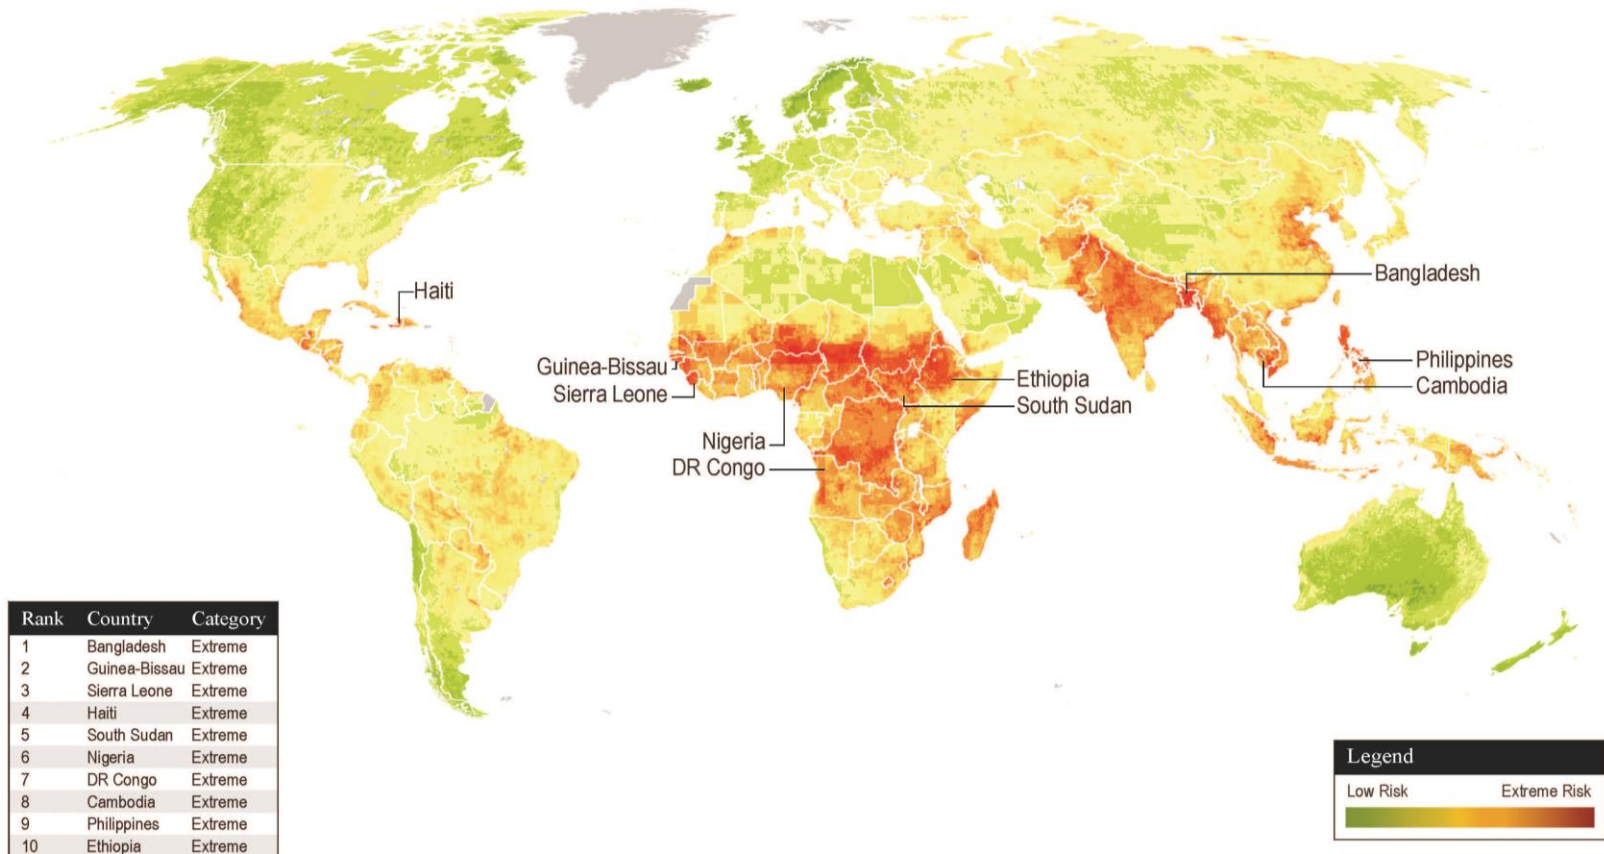 Haiti
Bangladesh
Guinea-Bissau
Sierra Leone
Philippines
Cambodia
Ethiopia
South Sudan
Nigeria
DR Congo
Rank Country Category
1 Bangladesh Extreme
2 Guinea-Bissau Extreme
3 Sierra Leone Extreme
4 Haiti Extreme
5 South Sudan Extreme
6 Nigeria Extreme
7 DR Congo Extreme
8 Cambodia Extreme
9 Philippines Extreme
10 Ethiopia Extreme
Legend
Low Risk Extreme Risk